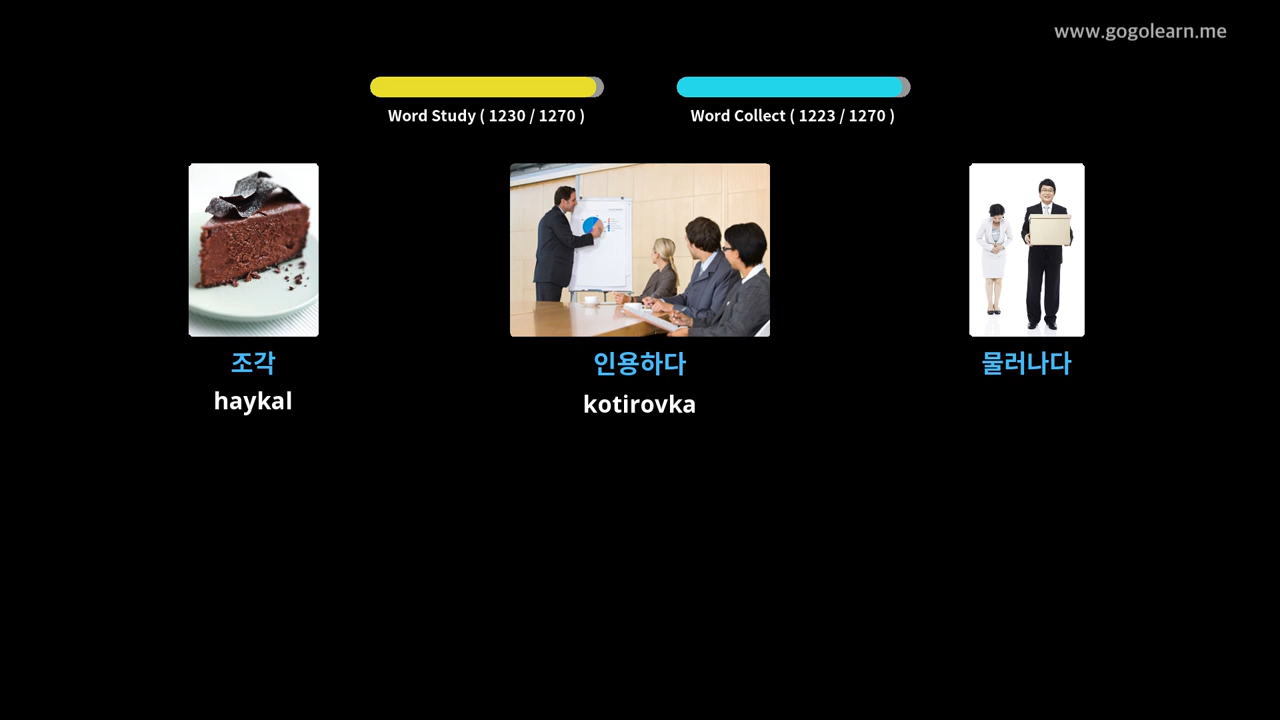 www.gogolearn.me
Word Study ( 1230 / 1270 )
Word Collect ( 1223 / 1270 )
조각
인용하다
물러나다
haykal
kotirovka